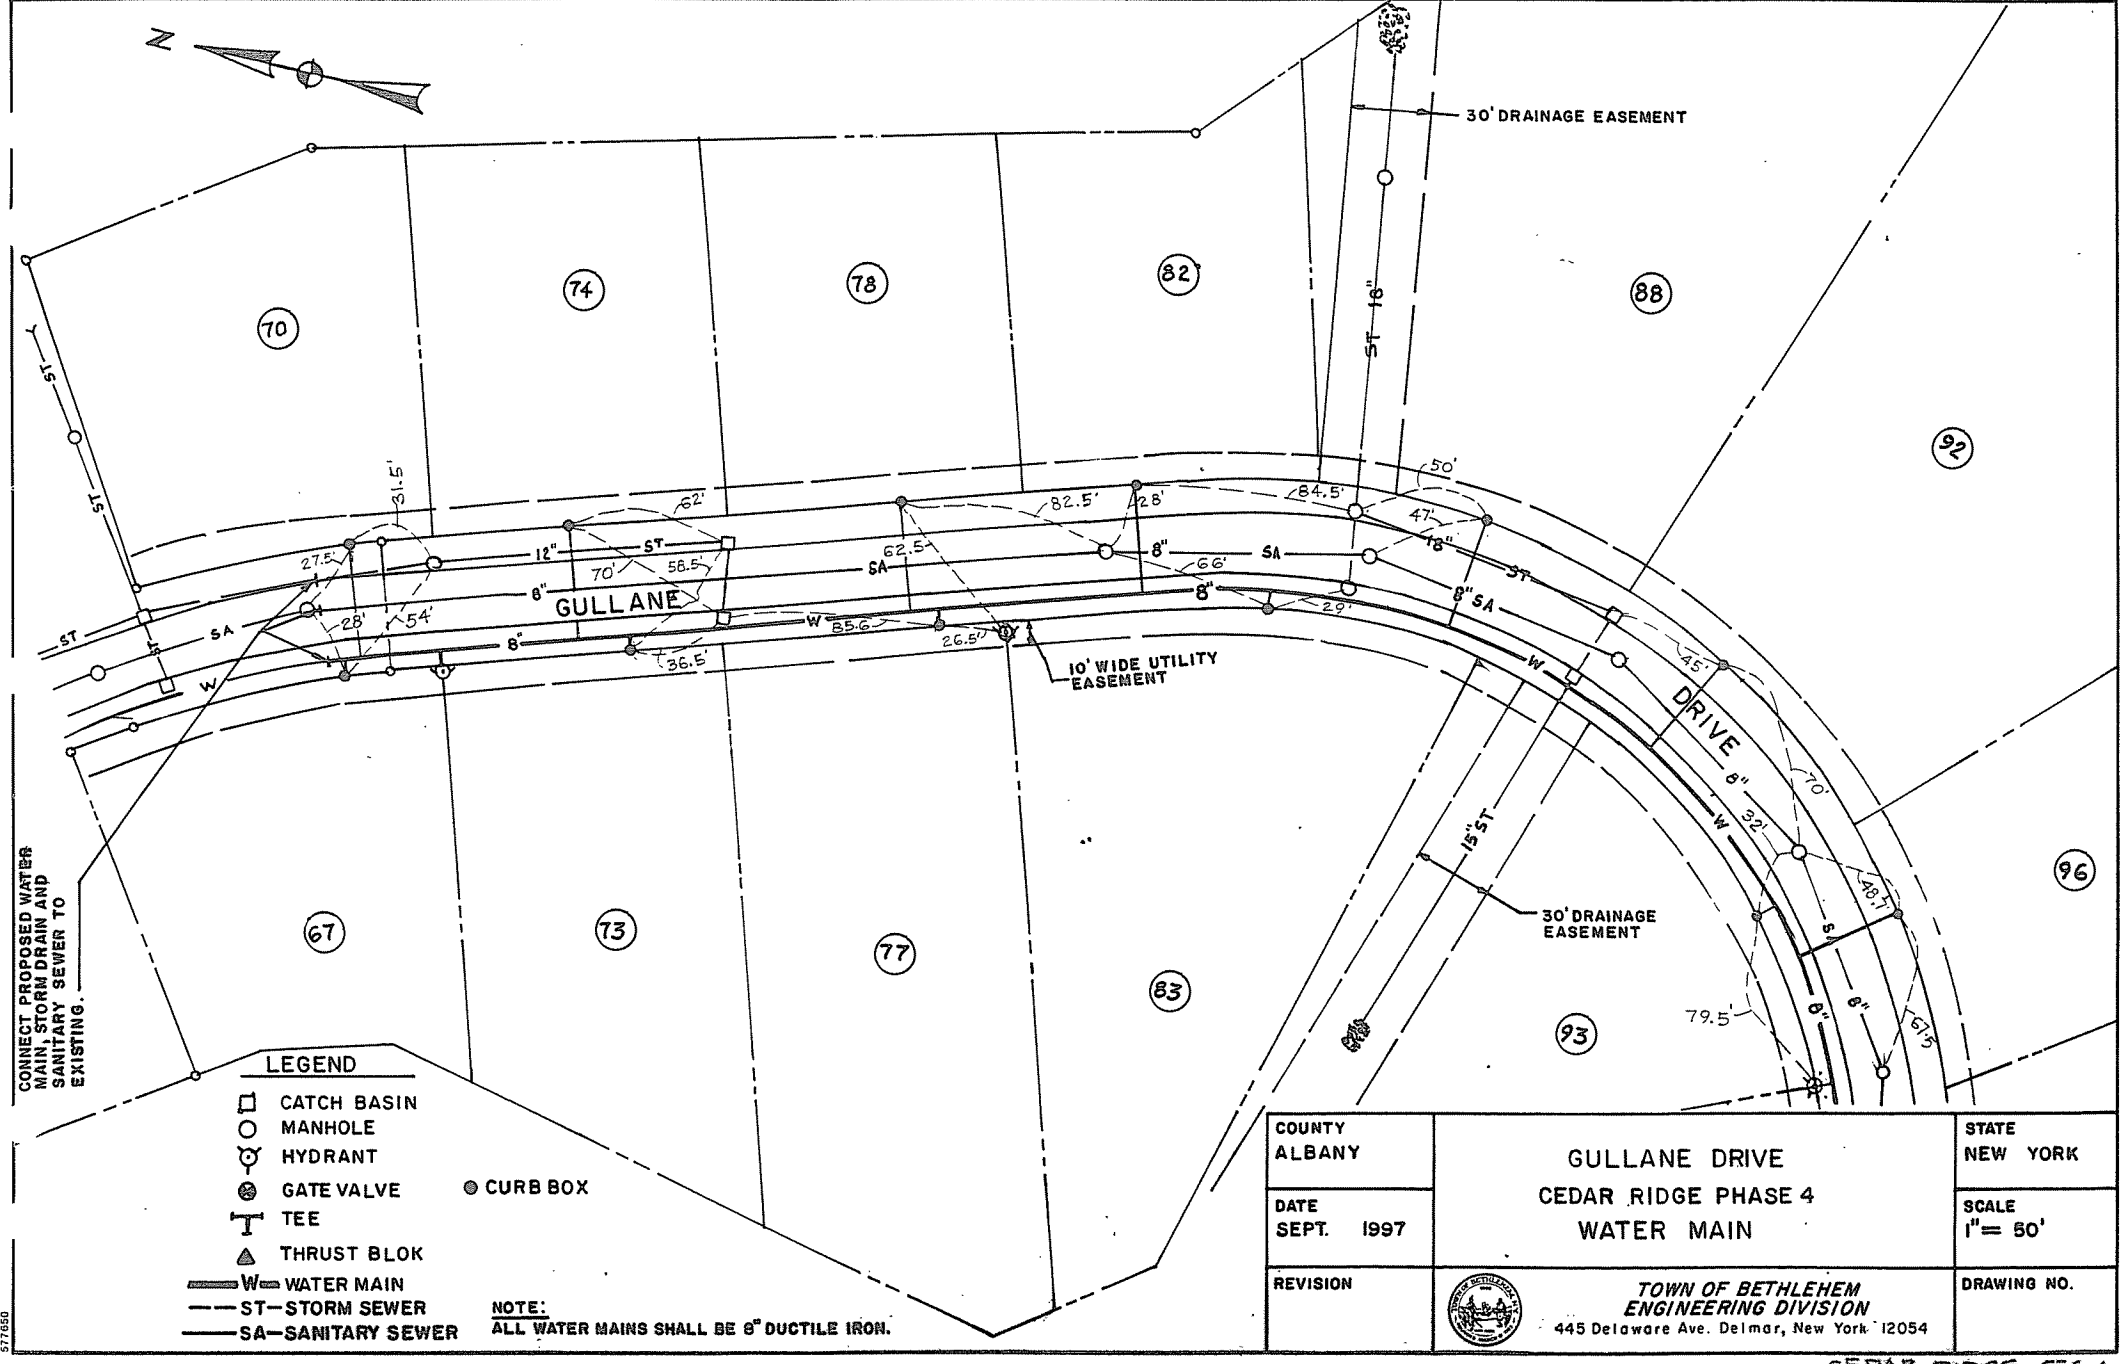 N
30' DRAINAGE EASEMENT
70
74
78
82
88
92
96
ST
ST
ST 18"
31.5'
62'
82.5'
28'
84.5'
50'
47'
18"
ST
27.5'
12"
ST
70'
58.5'
62.5'
8"
SA
66'
SA
8"
GULLANE
8"
8" SA
ST
SA
ST
28'
54'
8"
W
85.6
26.5'
29'
W
36.5'
W
45'
10' WIDE UTILITY
EASEMENT
DRIVE
8"
70'
32'
W
48.7'
S
15" ST
30' DRAINAGE
EASEMENT
8"
8"
79.5'
67.5
67
73
77
83
93
CONNECT PROPOSED WATER
MAIN, STORM DRAIN AND
SANITARY SEWER TO
EXISTING.
LEGEND
CATCH BASIN
MANHOLE
HYDRANT
GATE VALVE
CURB BOX
TEE
THRUST BLOK
W WATER MAIN
ST STORM SEWER
SA SANITARY SEWER
NOTE:
ALL WATER MAINS SHALL BE 8" DUCTILE IRON.
COUNTY
ALBANY
DATE
SEPT. 1997
REVISION
GULLANE DRIVE
CEDAR RIDGE PHASE 4
WATER MAIN
TOWN OF BETHLEHEM
ENGINEERING DIVISION
445 Delaware Ave. Delmar, New York 12054
STATE
NEW YORK
SCALE
1" = 50'
DRAWING NO.
577650